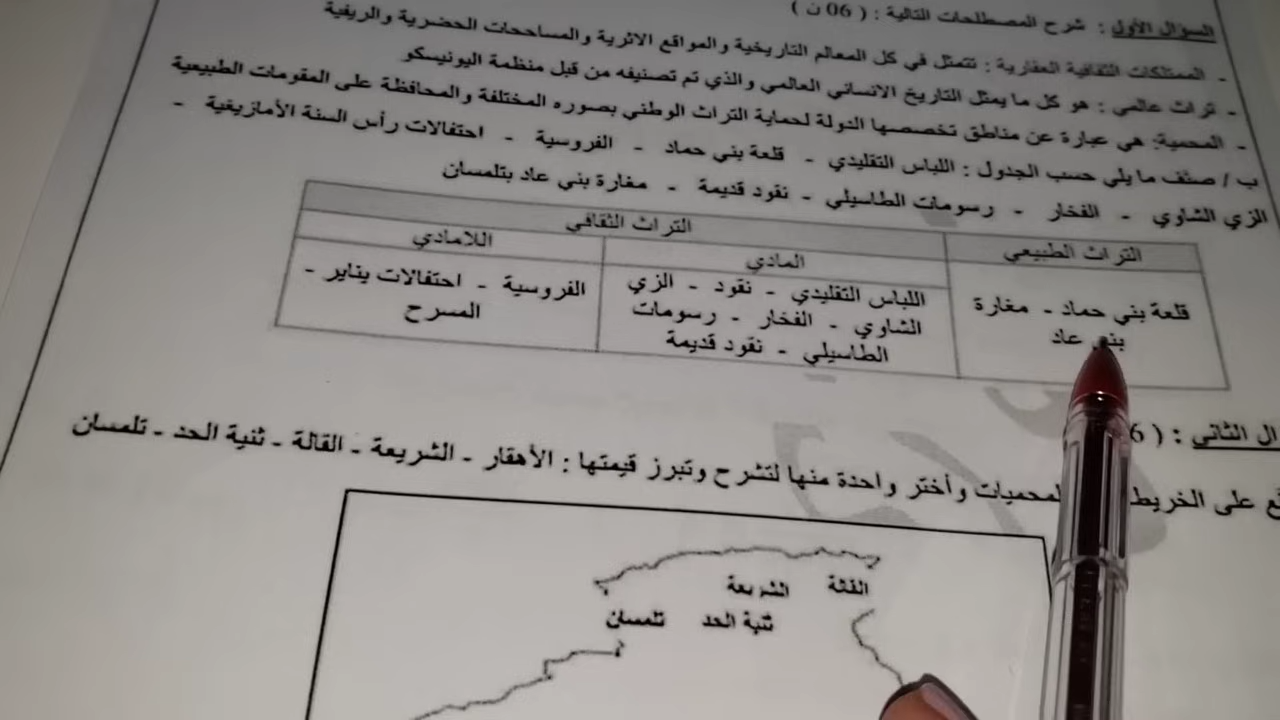 السؤال الأول : شرح المصطلحات التالية : ( 06 ن )
- الممتلكات الثقافية العقارية : تتمثل في كل المعالم التاريخية والمواقع الاثرية والمساححات الحضرية والريفية
- تراث عالمي : هو كل ما يمثل التاريخ الانساني العالمي والذي تم تصنيفه من قبل منظمة اليونيسكو
- المحمية: هي عبارة عن مناطق تخصصها الدولة لحماية التراث الوطني بصوره المختلفة والمحافظة على المقومات الطبيعية
ب / صنف ما يلي حسب الجدول : اللباس التقليدي - قلعة بني حماد - الفروسية - احتفالات رأس السنة الأمازيغية -
الزي الشاوي - الفخار - رسومات الطاسيلي - نقود قديمة - مغارة بني عاد بتلمسان
التراث الطبيعي
التراث الثقافي
المادي
اللامادي
قلعة بني حماد - مغارة
بني عاد
اللباس التقليدي - نقود - الزي
الشاوي - الفخار - رسومات
الطاسيلي - نقود قديمة
الفروسية - احتفالات يناير -
المسرح
ال الثاني : ( 6
على الخريط لمحميات وأختر واحدة منها لتشرح وتبرز قيمتها : الأهقار - الشريعة - القالة - ثنية الحد - تلمسان
القالة
الشريعة
ثنية الحد
تلمسان